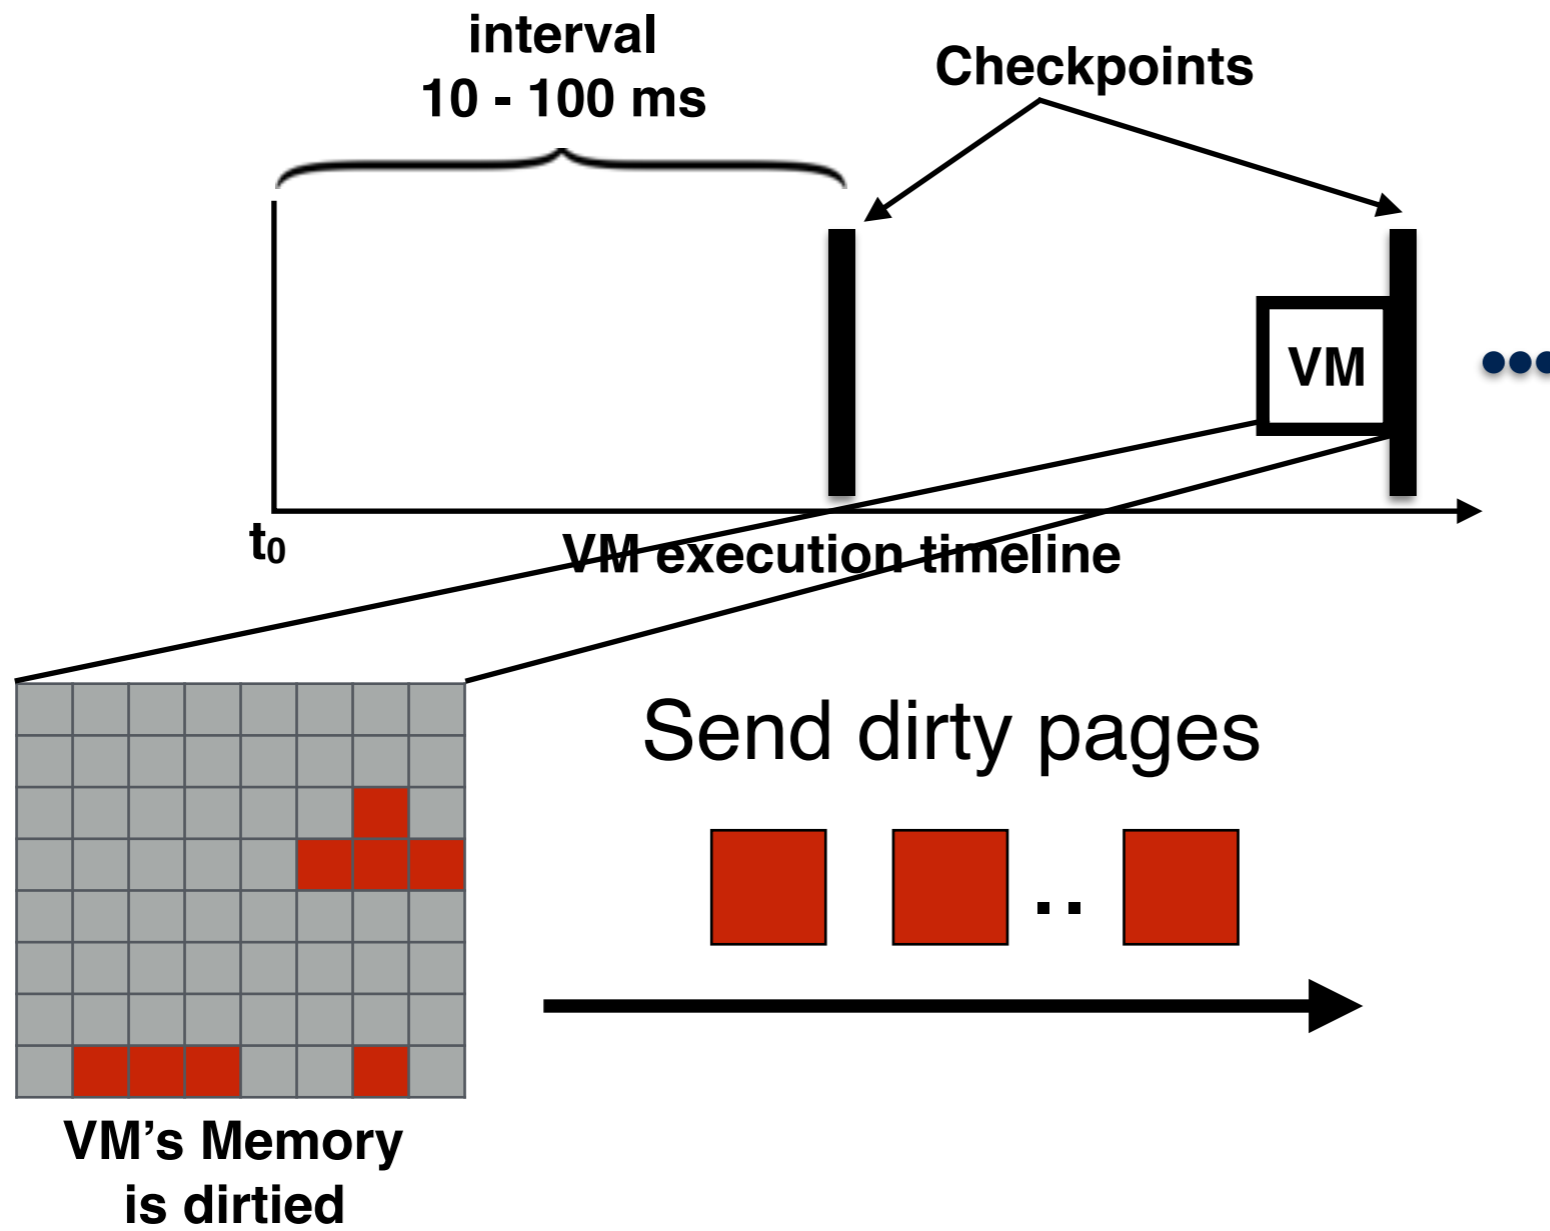 interval
10 - 100 ms
Checkpoints
VM
t0
VM execution timeline
Send dirty pages
..
VM’s Memory
is dirtied